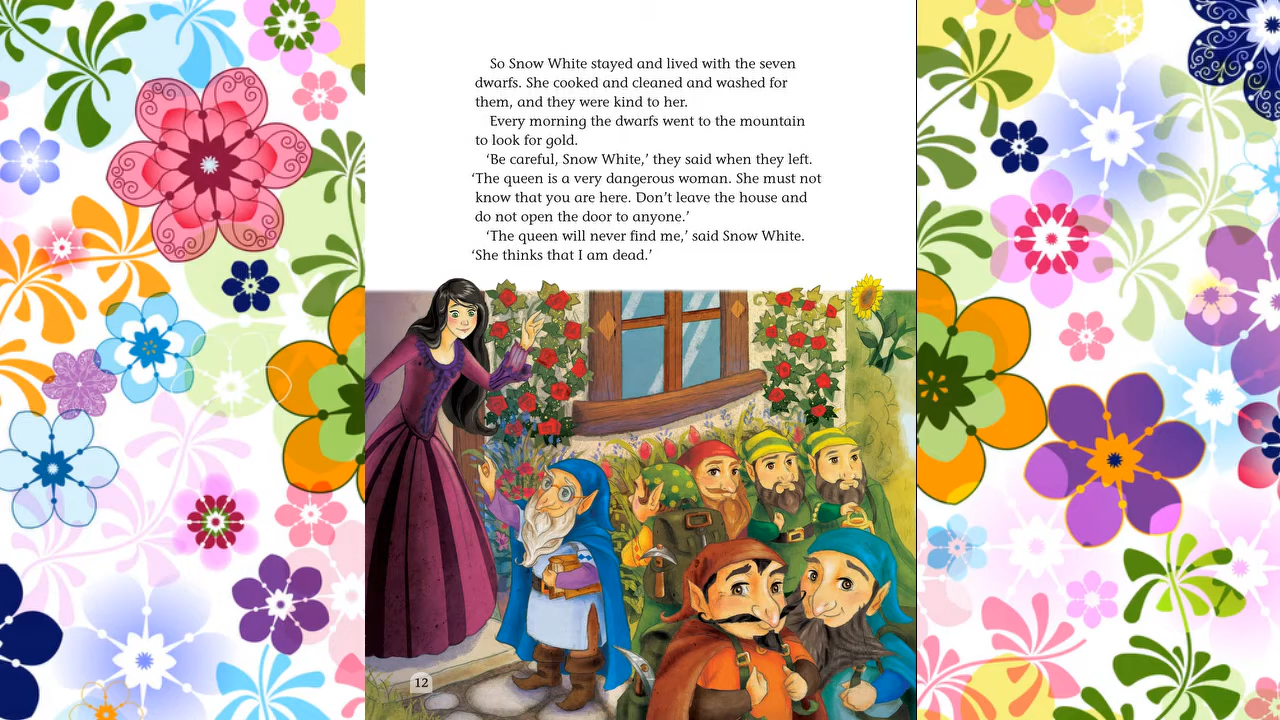 So Snow White stayed and lived with the seven
dwarfs. She cooked and cleaned and washed for
them, and they were kind to her.
Every morning the dwarfs went to the mountain
to look for gold.
‘Be careful, Snow White,’ they said when they left.
‘The queen is a very dangerous woman. She must not
know that you are here. Don’t leave the house and
do not open the door to anyone.’
‘The queen will never find me,’ said Snow White.
‘She thinks that I am dead.’
12